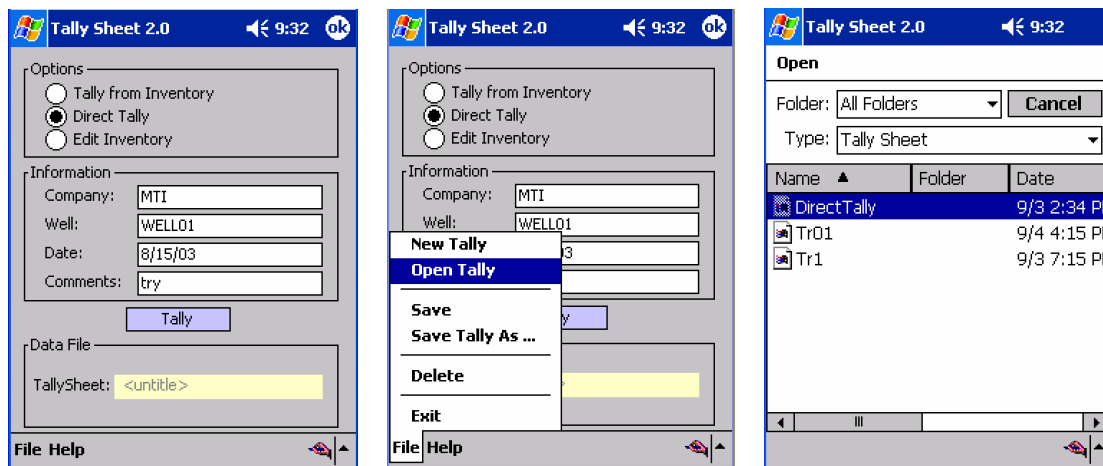 Tally Sheet 2.0 9:32 ok
Options
Tally from Inventory
Direct Tally
Edit Inventory
Information
Company: MTI
Well: WELL01
Date: 8/15/03
Comments: try
Tally
Data File
TallySheet: <untitle>
File Help
Tally Sheet 2.0 9:32 ok
Options
Tally from Inventory
Direct Tally
Edit Inventory
Information
Company: MTI
Well: WELL01
3
New Tally
Open Tally
Save
y
Save Tally As ...
Delete
>
Exit
File Help
Tally Sheet 2.0 9:32
Open
Folder: All Folders Cancel
Type: Tally Sheet
Name Folder Date
DirectTally 9/3 2:34 P
Tr01 9/4 4:15 P
Tr1 9/3 7:15 P